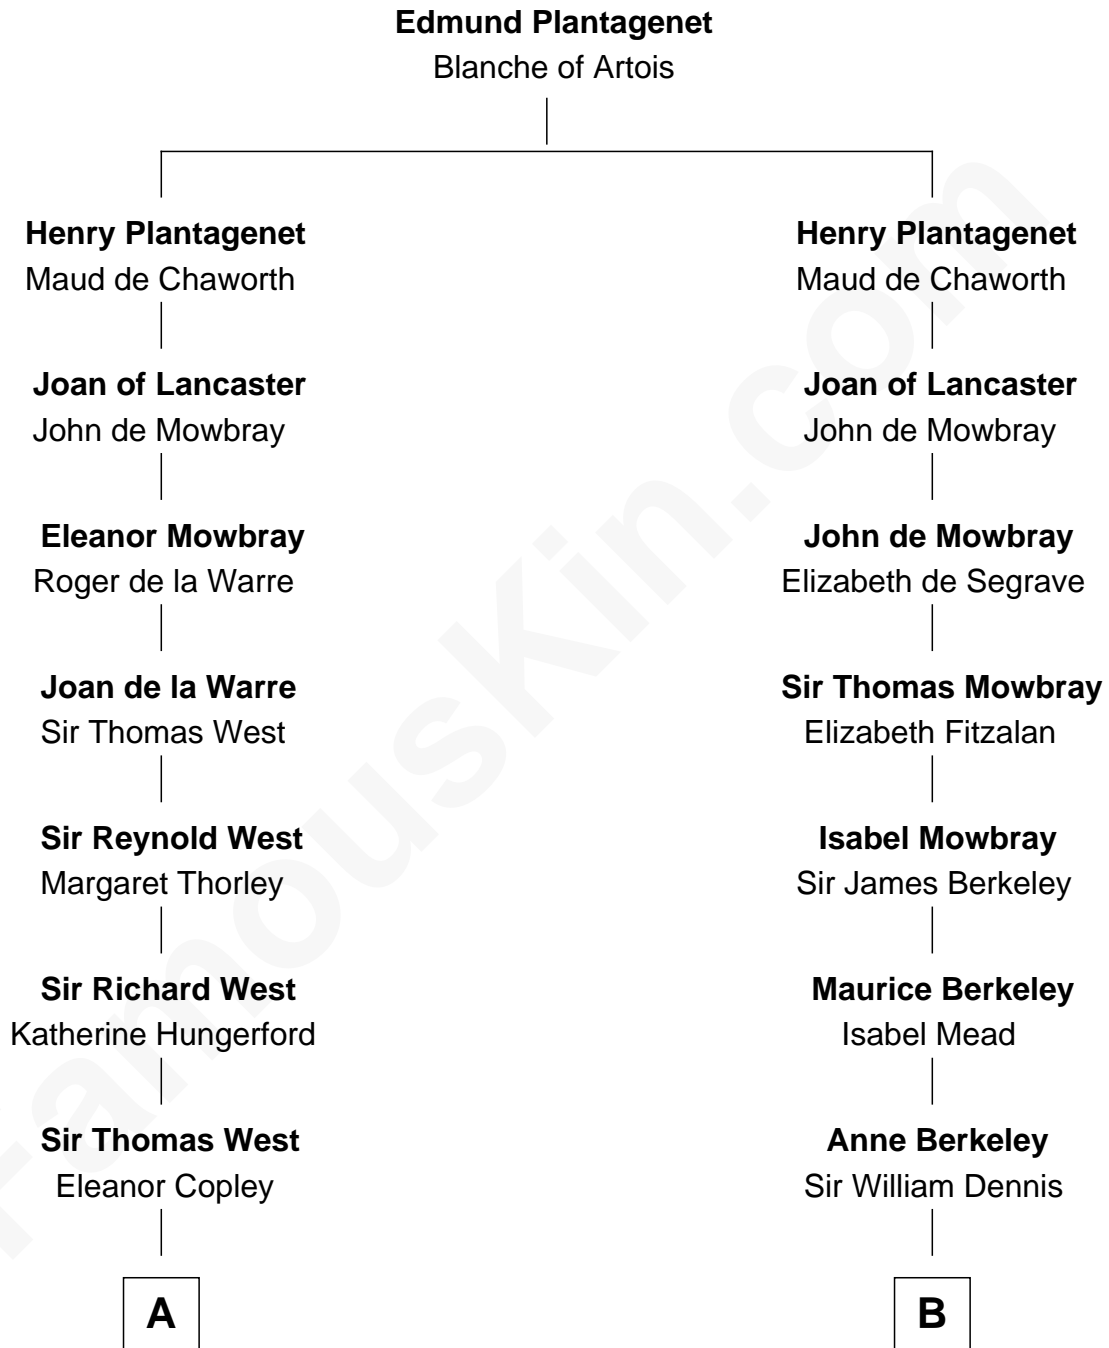 Edmund Plantagenet
Blanche of Artois
Henry Plantagenet
Maud de Chaworth
Joan of Lancaster
John de Mowbray
Eleanor Mowbray
Roger de la Warre
Joan de la Warre
Sir Thomas West
Sir Reynold West
Margaret Thorley
Sir Richard West
Katherine Hungerford
Sir Thomas West
Eleanor Copley
A
Henry Plantagenet
Maud de Chaworth
Joan of Lancaster
John de Mowbray
John de Mowbray
Elizabeth de Segrave
Sir Thomas Mowbray
Elizabeth Fitzalan
Isabel Mowbray
Sir James Berkeley
Maurice Berkeley
Isabel Mead
Anne Berkeley
Sir William Dennis
B
FamousKin.com